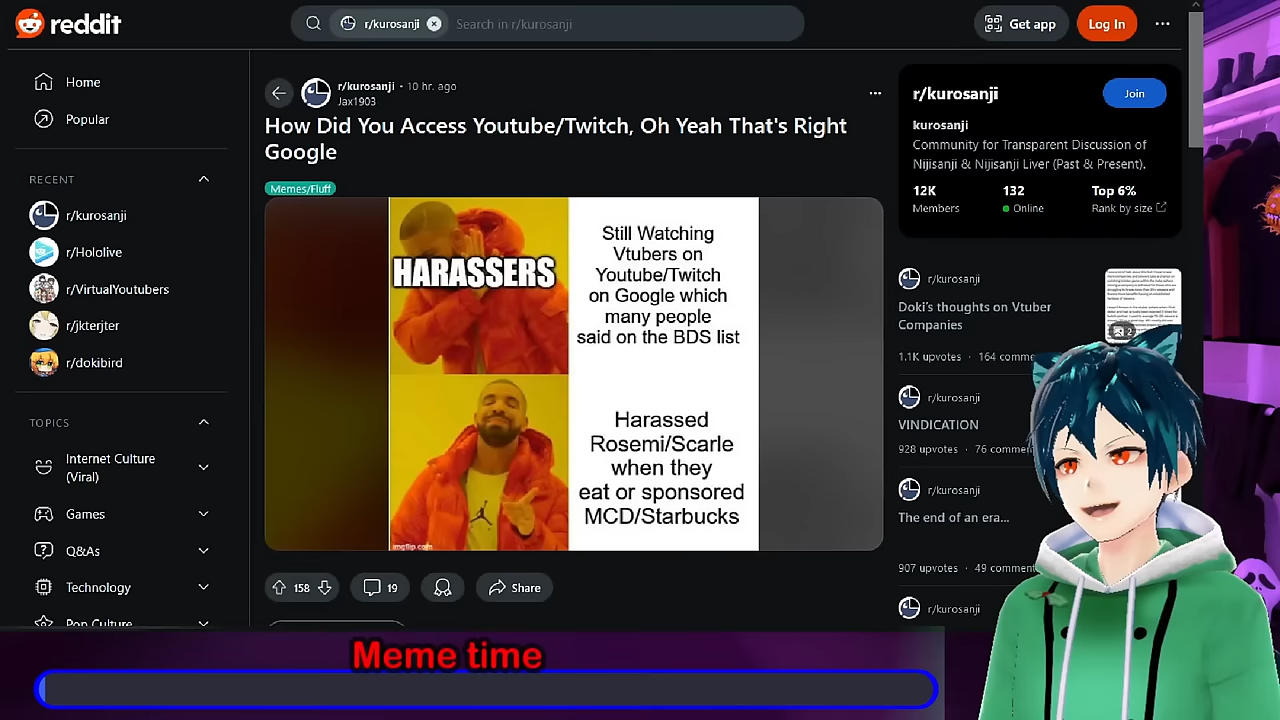 reddit
r/kurosanji
Search in r/kurosanji
Get app
Log In
Home
Popular
RECENT
r/kurosanji
r/Hololive
r/VirtualYoutubers
r/jkterjter
r/dokibird
TOPICS
Internet Culture
(Viral)
Games
Q&As
Technology
Pop Culture
r/kurosanji • 10 hr. ago
Jax1903
How Did You Access Youtube/Twitch, Oh Yeah That's Right
Google
Memes/Fluff
HARASSERS
Still Watching
Vtubers on
Youtube/Twitch
on Google which
many people
said on the BDS list
Harassed
Rosemi/Scarle
when they
eat or sponsored
MCD/Starbucks
imgflip.com
158
19
Share
r/kurosanji
Join
kurosanji
Community for Transparent Discussion of
Nijisanji & Nijisanji Liver (Past & Present).
12K
132
Top 6%
Members
Online
Rank by size
r/kurosanji
Doki's thoughts on Vtuber
Companies
1.1K upvotes · 164 comme
r/kurosanji
VINDICATION
928 upvotes · 76 commen
r/kurosanji
The end of an era...
907 upvotes · 49 comment
r/kurosanji
Meme time